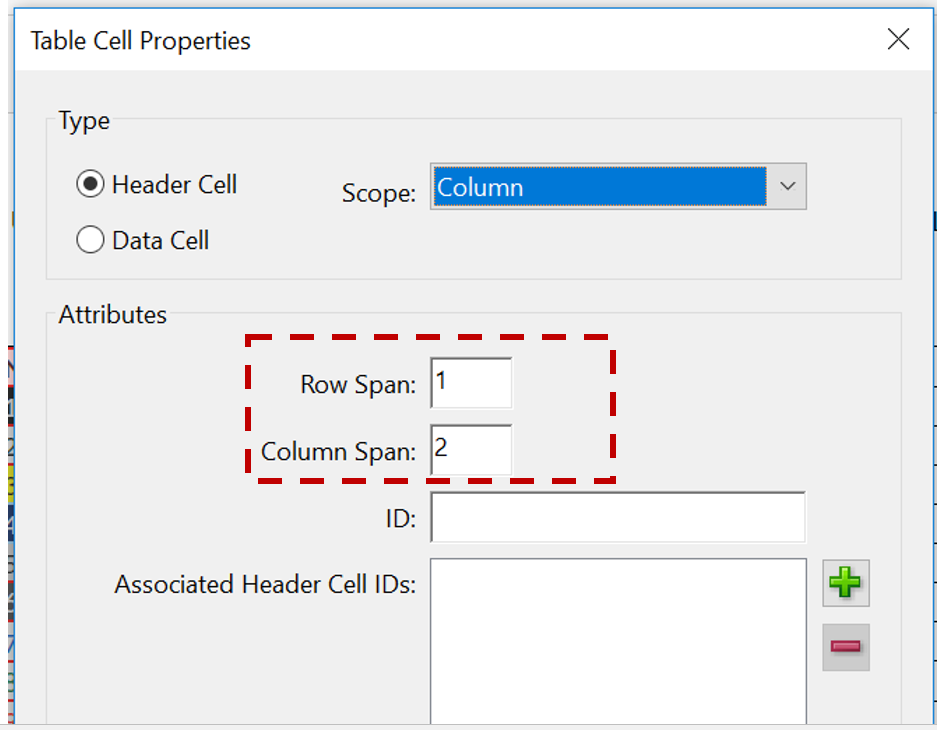 Table Cell Properties
Type
Header Cell
Scope: Column
Data Cell
Attributes
Row Span: 1
Column Span: 2
ID:
Associated Header Cell IDs: